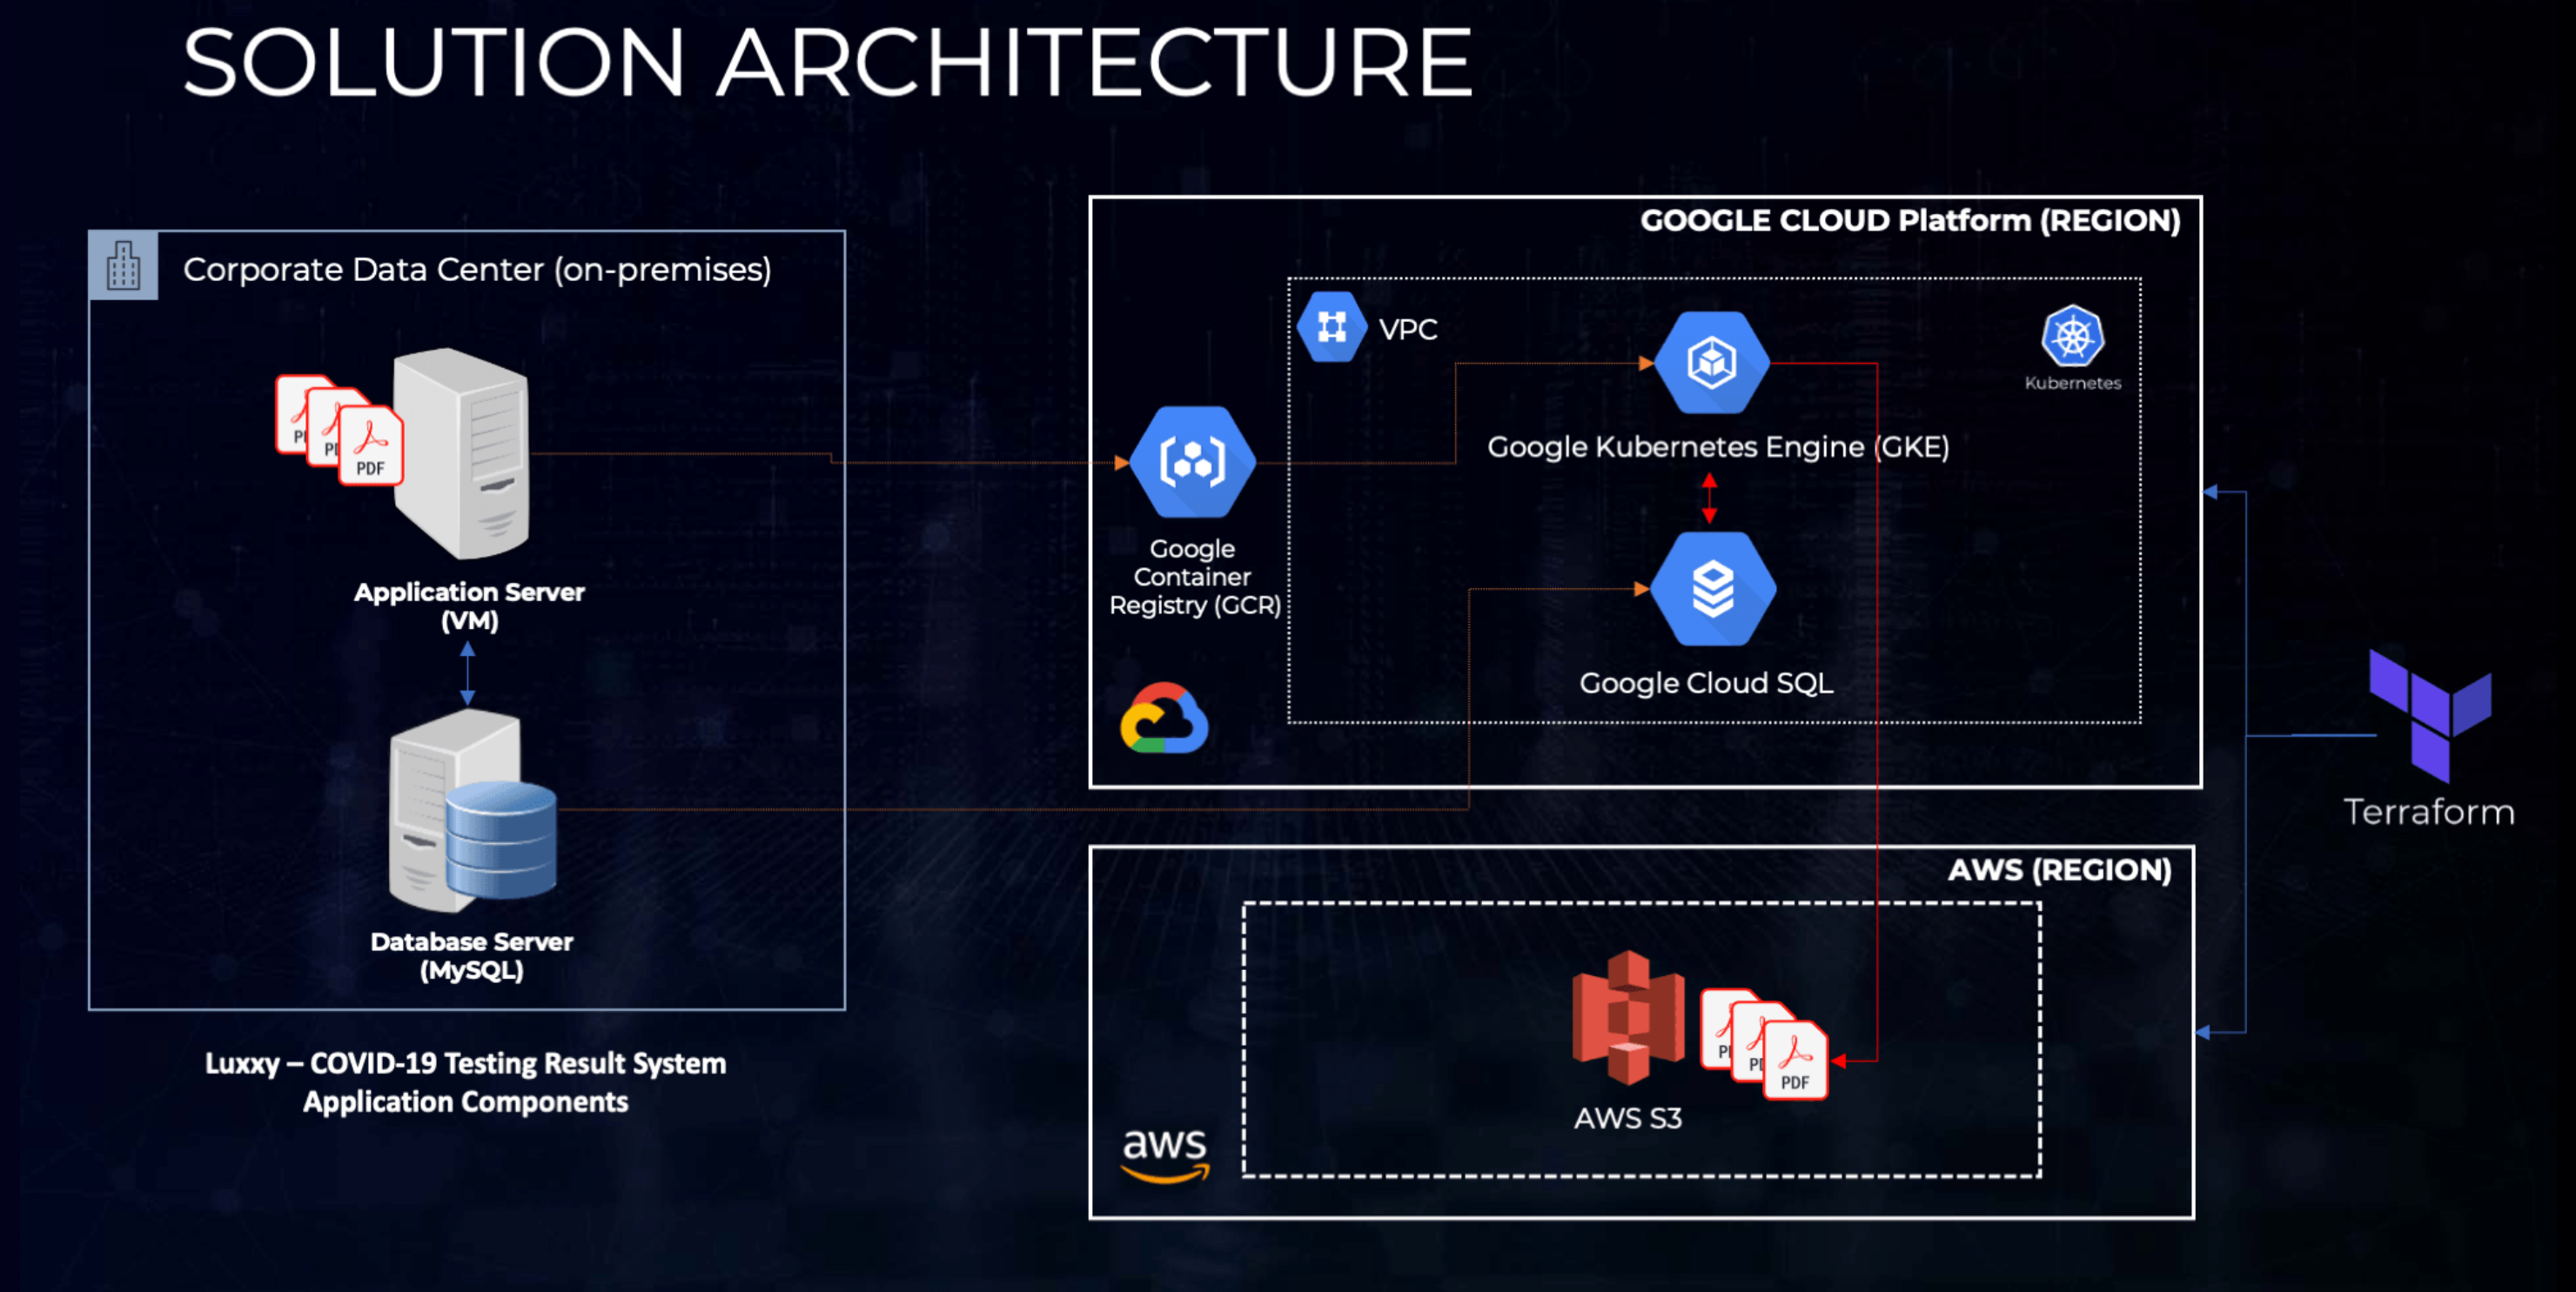 SOLUTION ARCHITECTURE
Corporate Data Center (on-premises)
PDF
Application Server
(VM)
Database Server
(MySQL)
Luxxy – COVID-19 Testing Result System
Application Components
GOOGLE CLOUD Platform (REGION)
VPC
Kubernetes
Google Kubernetes Engine (GKE)
Google
Container
Registry (GCR)
Google Cloud SQL
Terraform
AWS (REGION)
PDF
AWS S3
aws